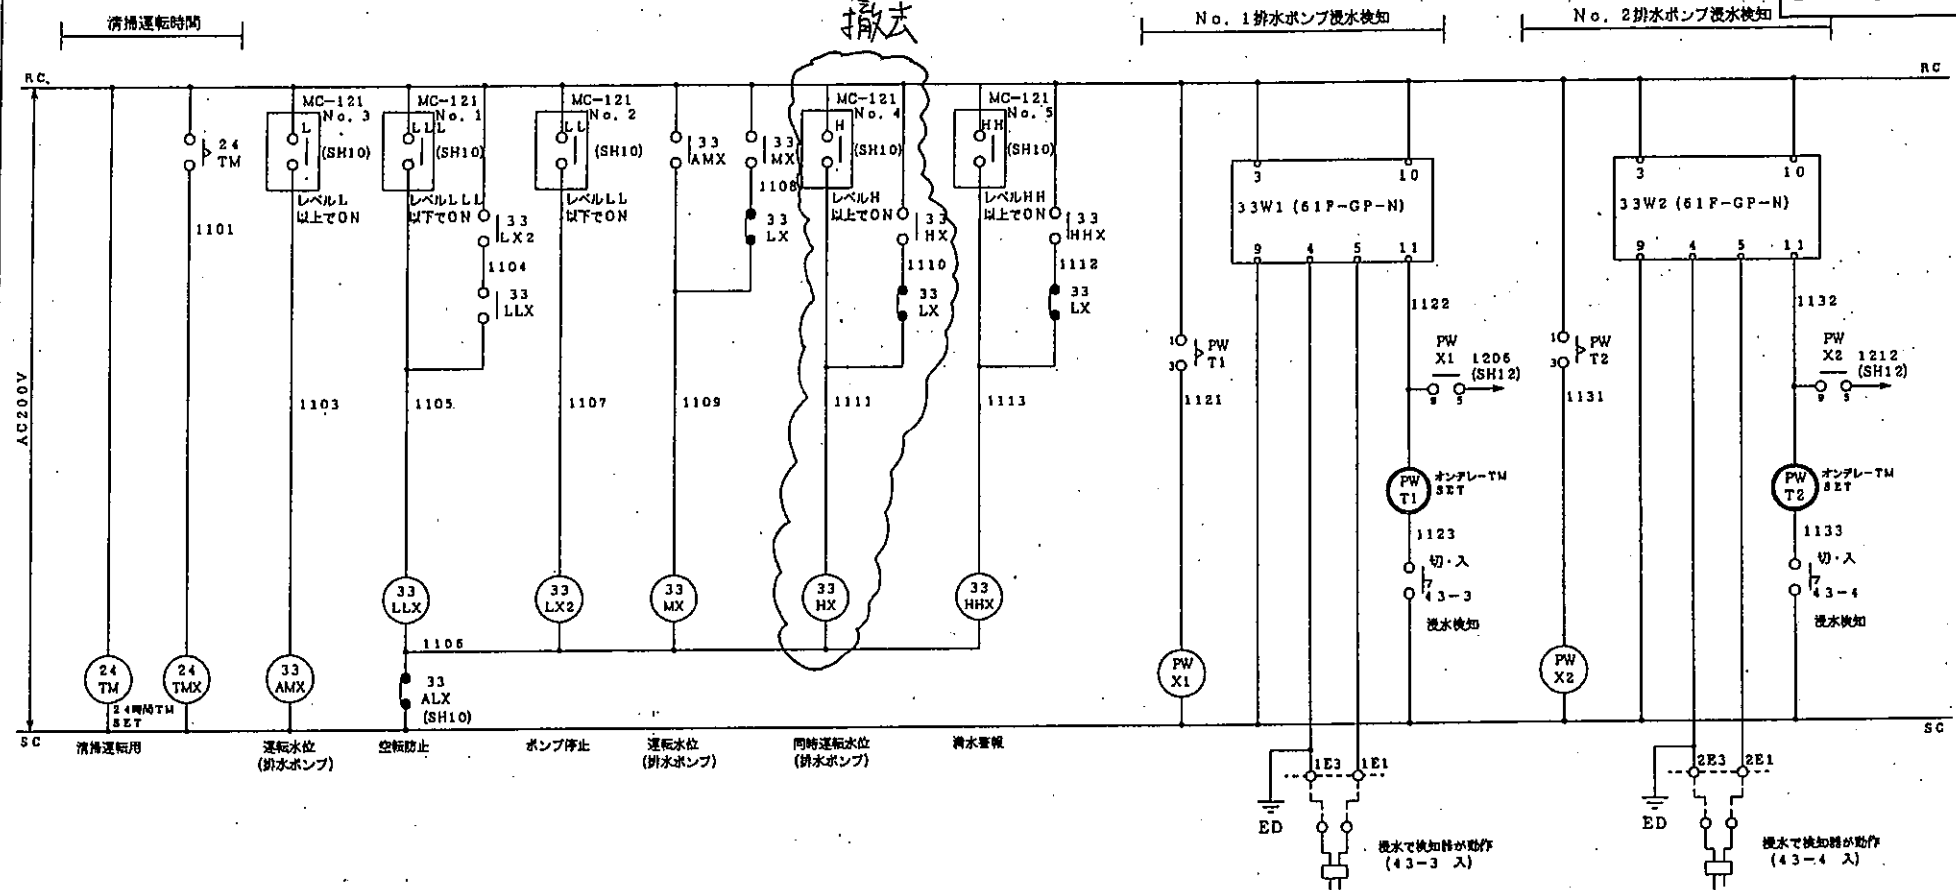 清掃運転時間
撤去
No. 1排水ポンプ浸水検知
No. 2排水ポンプ浸水検知
RC
RC
MC-121
No. 3
L
(SH10)
レベルL
以上でON
MC-121
No. 1
LLL
(SH10)
レベルLLL
以下でON
MC-121
No. 2
LL
(SH10)
レベルLL
以下でON
MC-121
No. 4
H
(SH10)
レベルH
以上でON
MC-121
No. 5
HH
(SH10)
レベルHH
以上でON
24
TM
33
AMX
33
MX
1108
33
LX
33
LX2
1104
33
LLX
33
HX
1110
33
LX
33
HHX
1112
33
LX
3
10
33W1 (61F-GP-N)
9
4
5
11
3
10
33W2 (61F-GP-N)
9
4
5
11
1101
1103
1105
1107
1109
1111
1113
AC200V
1
3
PW
T1
1121
1122
PW
X1
1206
(SH12)
9
5
1
3
PW
T2
1131
1132
PW
X2
1212
(SH12)
9
5
PW
T1
オンデレーTM
SET
1123
切・入
7
43-3
浸水検知
PW
T2
オンデレーTM
SET
1133
切・入
7
43-4
浸水検知
33
LLX
33
LX2
33
MX
33
HX
33
HHX
1106
24
TM
24時間TM
SET
24
TMX
33
AMX
33
ALX
(SH10)
PW
X1
PW
X2
SC
SC
清掃運転用
運転水位
(排水ポンプ)
空転防止
ポンプ停止
運転水位
(排水ポンプ)
同時運転水位
(排水ポンプ)
満水警報
1E3
1E1
ED
浸水で検知器が動作
(43-3 入)
2E3
2E1
ED
浸水で検知器が動作
(43-4 入)